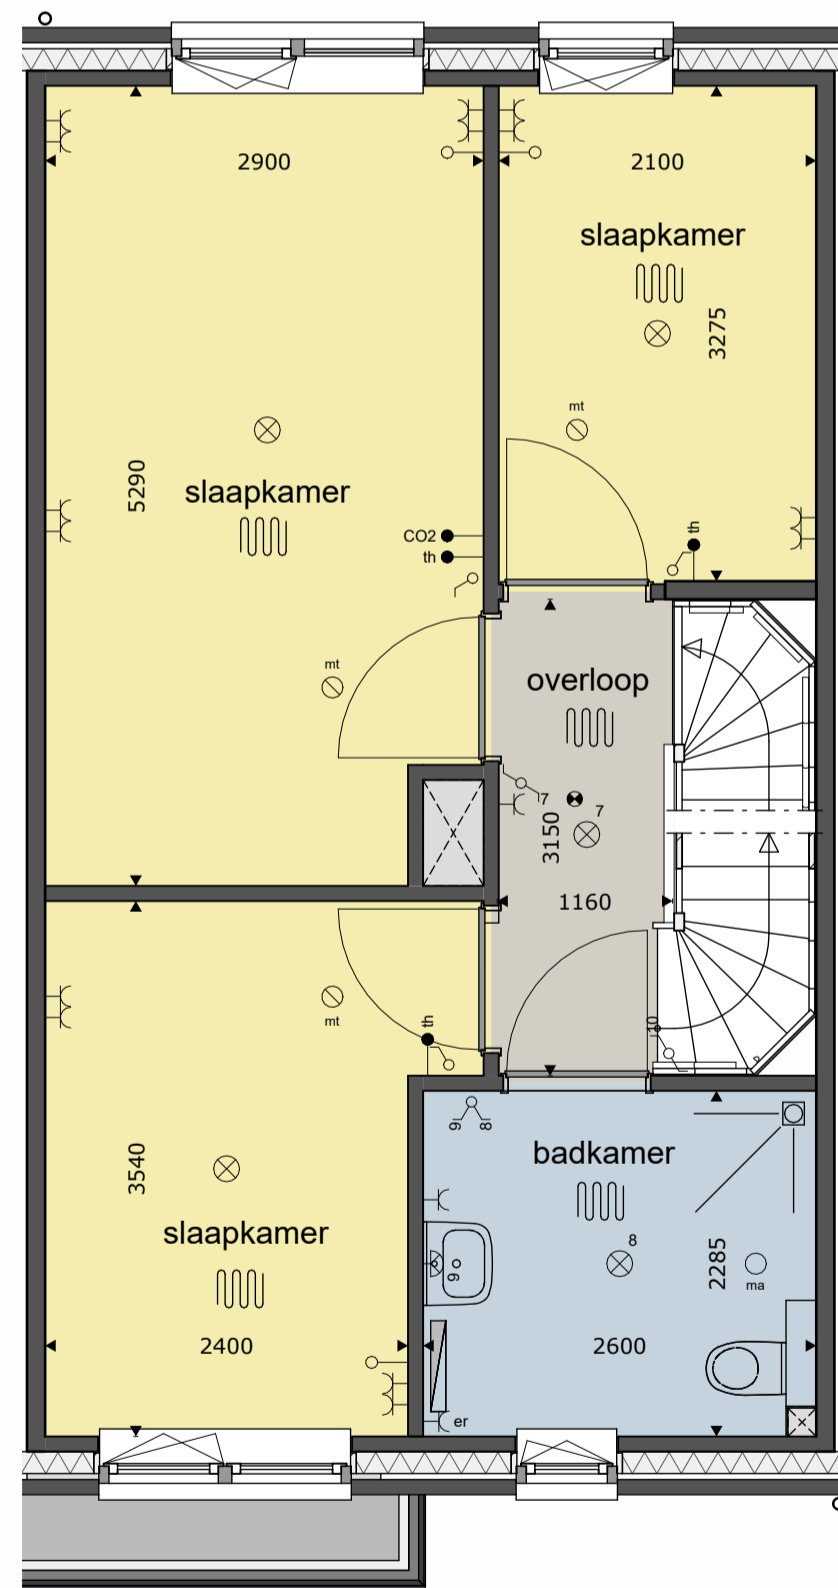 2900
2100
slaapkamer
3275
mt
5290
slaapkamer
CO2
th
th
mt
overloop
7
7
3150
1160
mt
th
10
9
8
badkamer
3540
slaapkamer
8
2285
9
ma
2400
2600
er